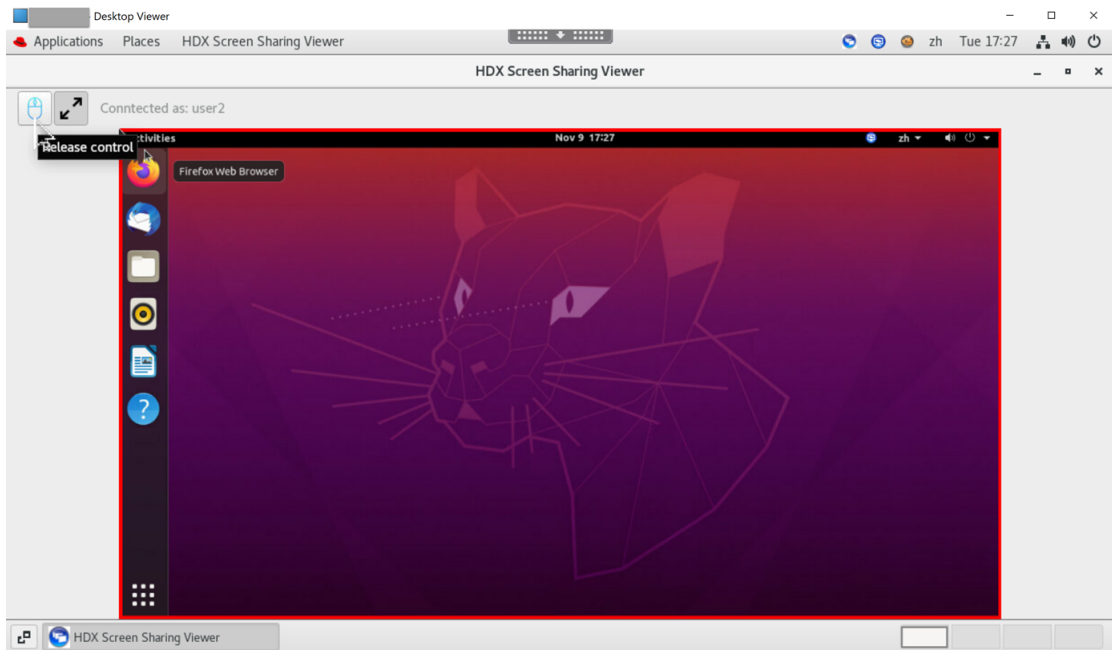 - Desktop Viewer
Applications Places HDX Screen Sharing Viewer zh Tue 17:27
HDX Screen Sharing Viewer
Conntected as: user2
Release control
tivities Nov 9 17:27 zh
Firefox Web Browser
?
HDX Screen Sharing Viewer